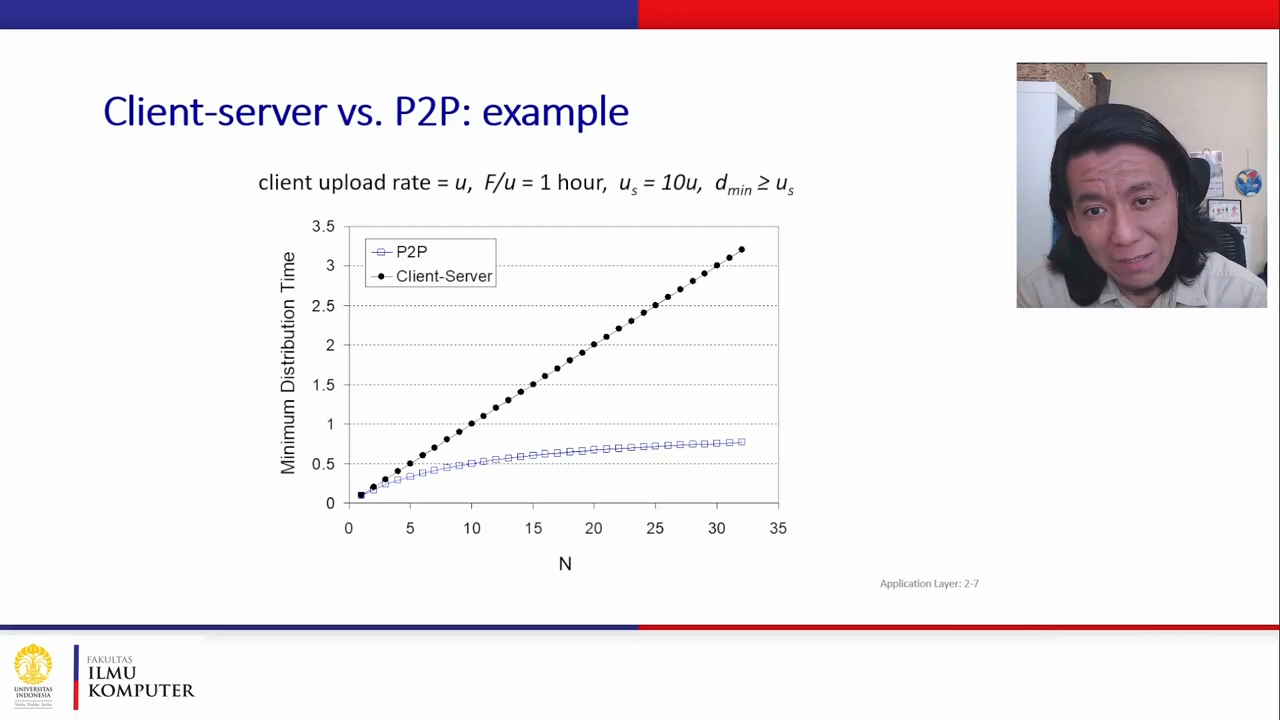 Client-server vs. P2P: example
client upload rate = u, F/u = 1 hour, us = 10u, dmin ≥ us
3.5
3
2.5
2
1.5
1
0.5
0
Minimum Distribution Time
P2P
Client-Server
0 5 10 15 20 25 30 35
N
Application Layer: 2-7
UNIVERSITAS
INDONESIA
FAKULTAS
ILMU
KOMPUTER